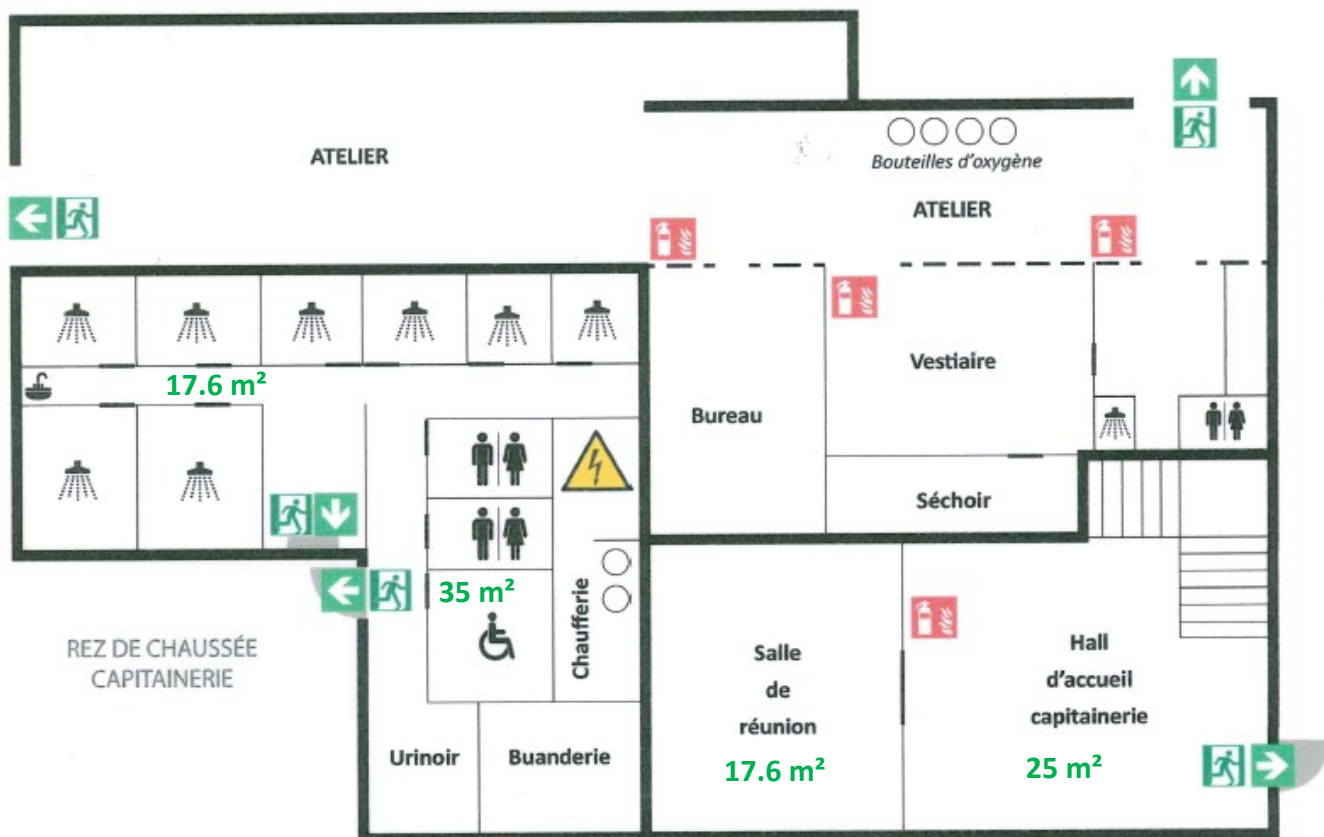 ATELIER
Bouteilles d'oxygène
ATELIER
17.6 m²
Vestiaire
Bureau
Séchoir
35 m²
Chaufferie
REZ DE CHAUSSÉE
CAPITAINERIE
Salle
de
réunion
17.6 m²
Hall
d'accueil
capitainerie
25 m²
Urinoir
Buanderie